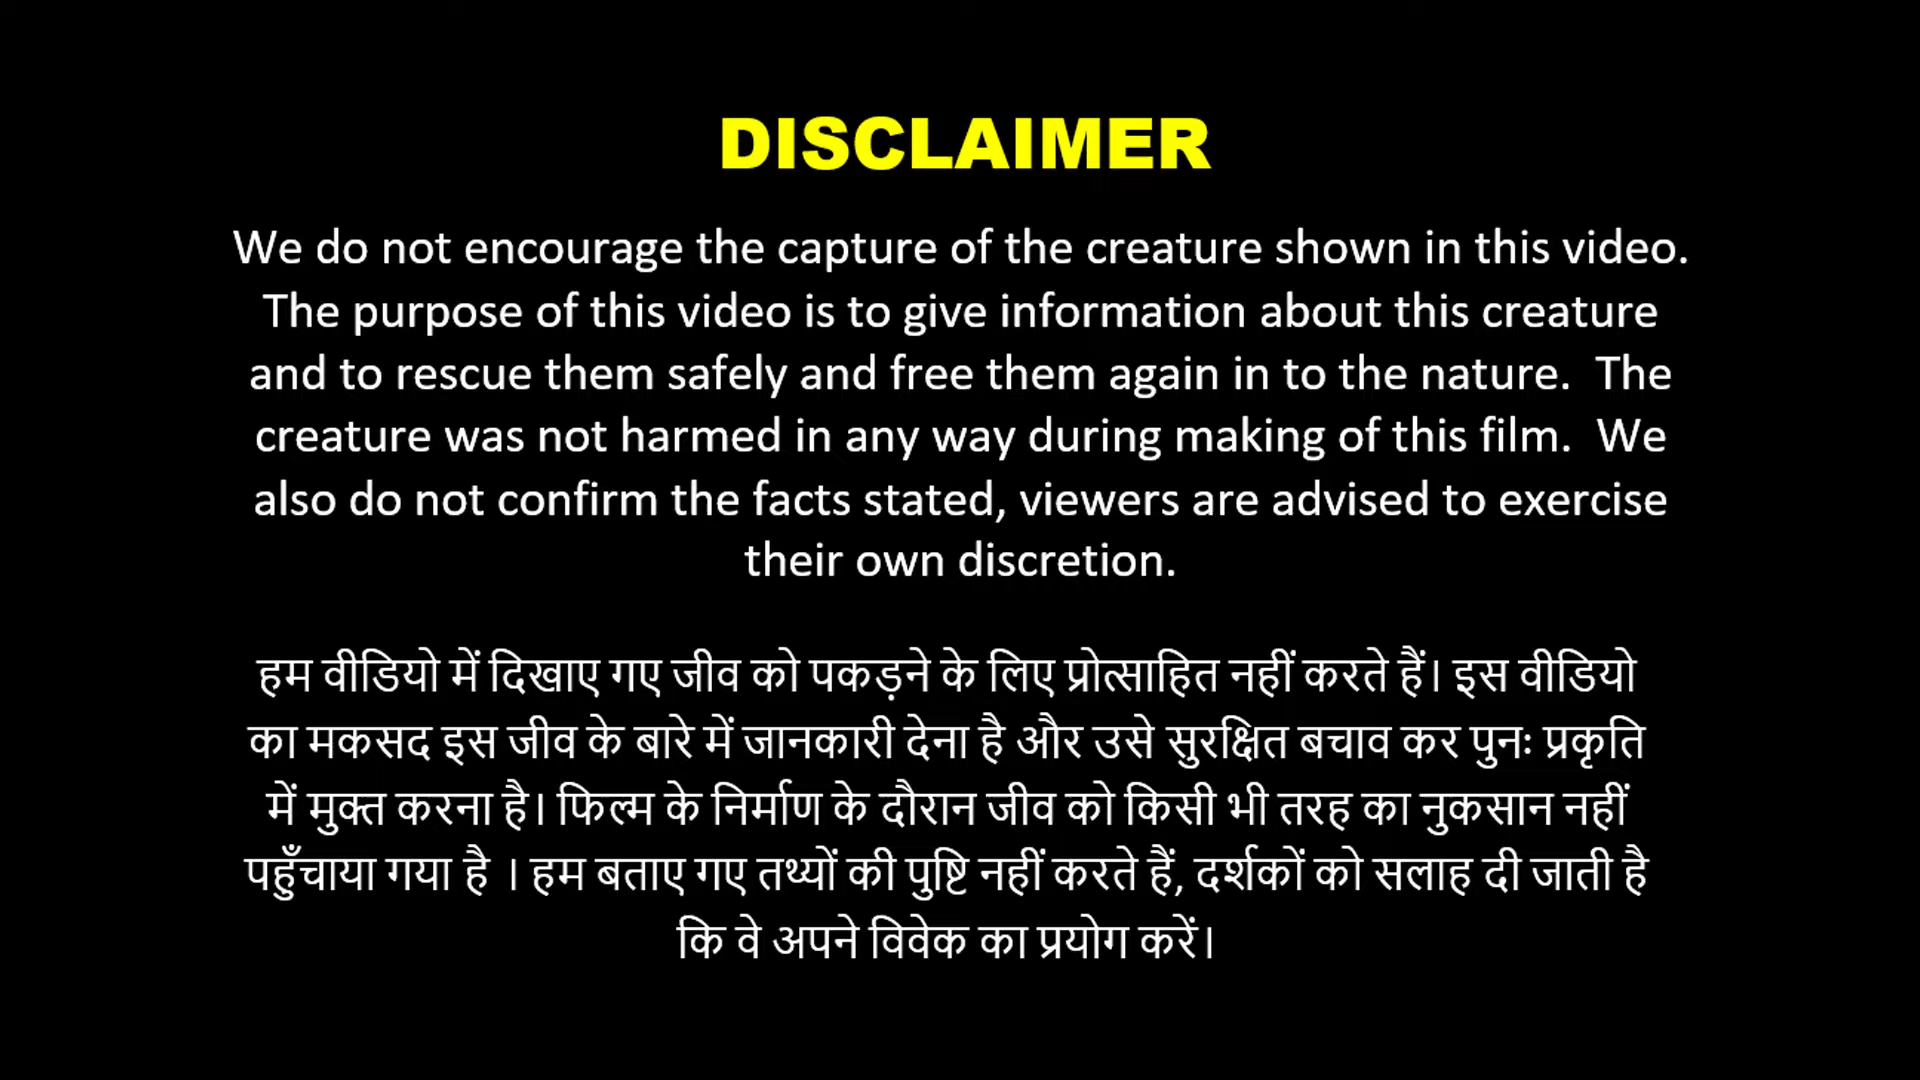 DISCLAIMER
We do not encourage the capture of the creature shown in this video.
The purpose of this video is to give information about this creature
and to rescue them safely and free them again in to the nature.  The
creature was not harmed in any way during making of this film.  We
also do not confirm the facts stated, viewers are advised to exercise
their own discretion.
हम वीडियो में दिखाए गए जीव को पकड़ने के लिए प्रोत्साहित नहीं करते हैं। इस वीडियो
का मकसद इस जीव के बारे में जानकारी देना है और उसे सुरक्षित बचाव कर पुनः प्रकृति
में मुक्त करना है। फिल्म के निर्माण के दौरान जीव को किसी भी तरह का नुकसान नहीं
पहुँचाया गया है । हम बताए गए तथ्यों की पुष्टि नहीं करते हैं, दर्शकों को सलाह दी जाती है
कि वे अपने विवेक का प्रयोग करें।